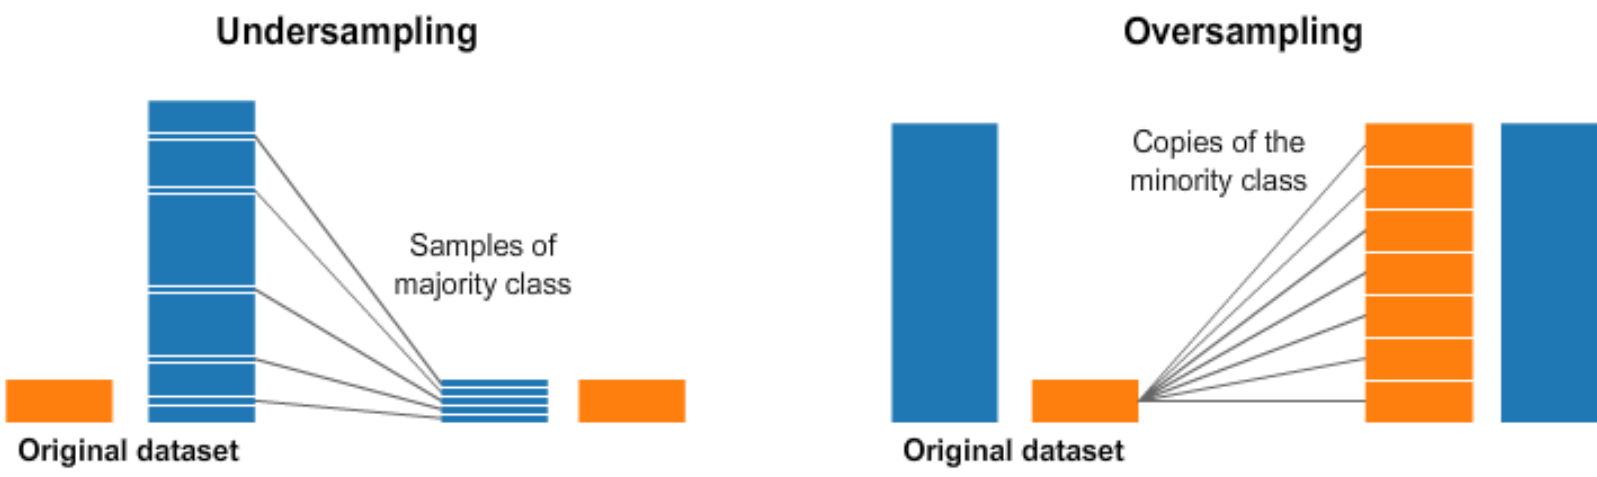 Undersampling
Samples of
majority class
Original dataset
Oversampling
Copies of the
minority class
Original dataset